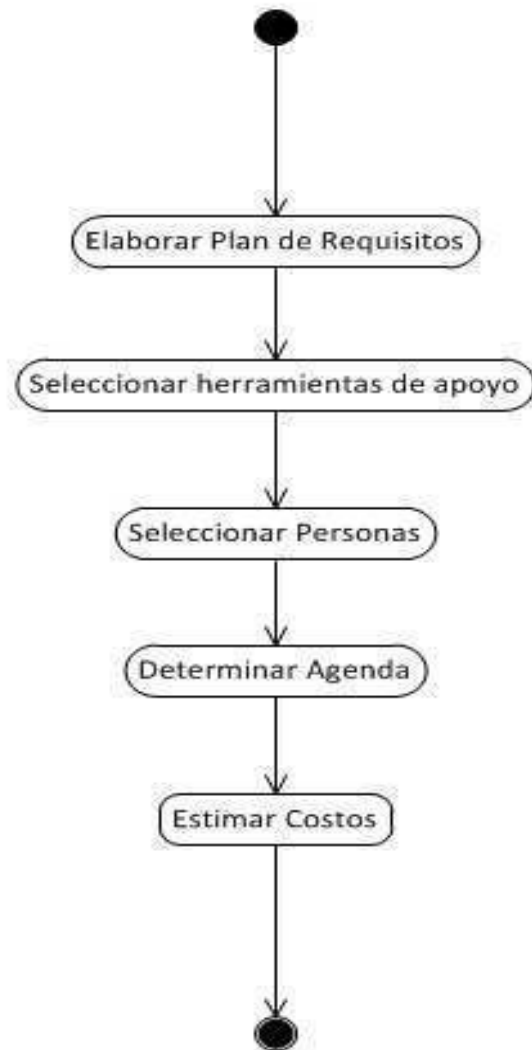 Elaborar Plan de Requisitos
Seleccionar herramientas de apoyo
Seleccionar Personas
Determinar Agenda
Estimar Costos